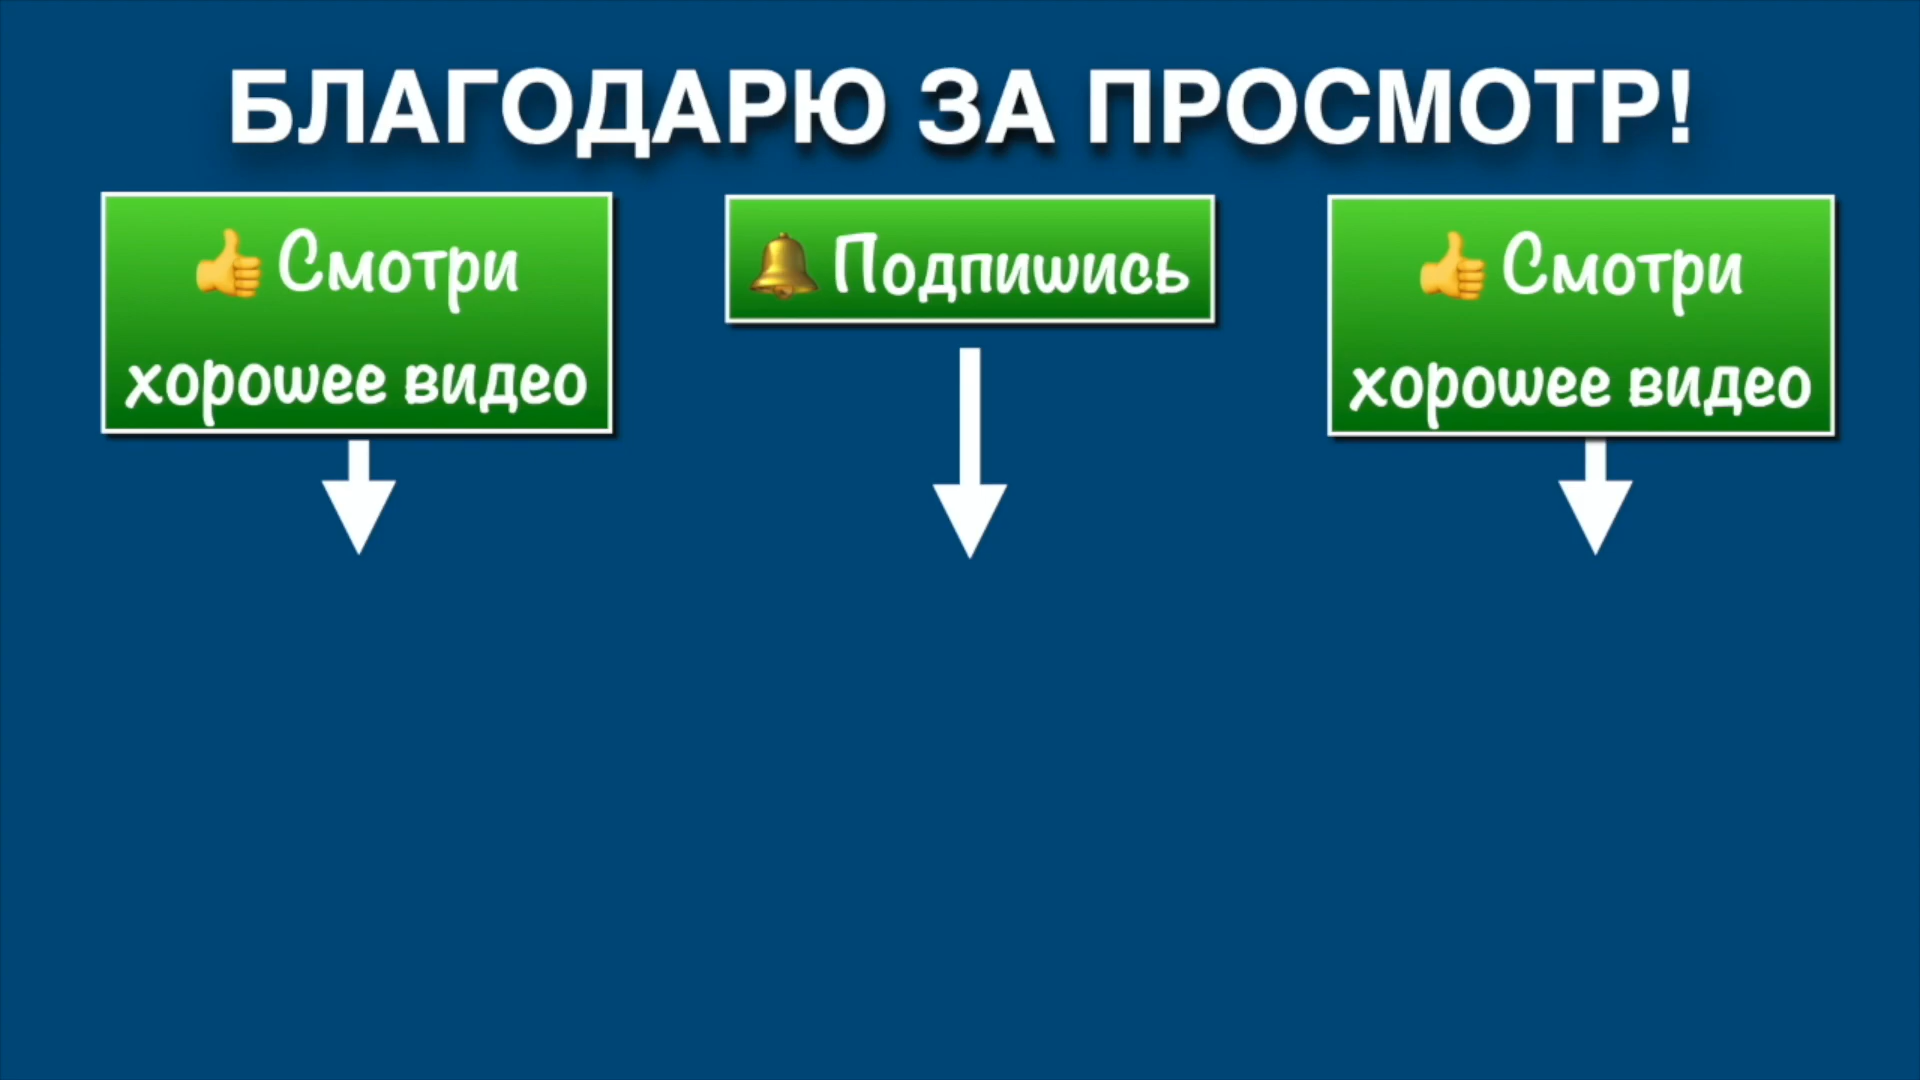 БЛАГОДАРЮ ЗА ПРОСМОТР!
👍 Смотри
хорошее видео
🔔 Подпишись
👍 Смотри
хорошее видео